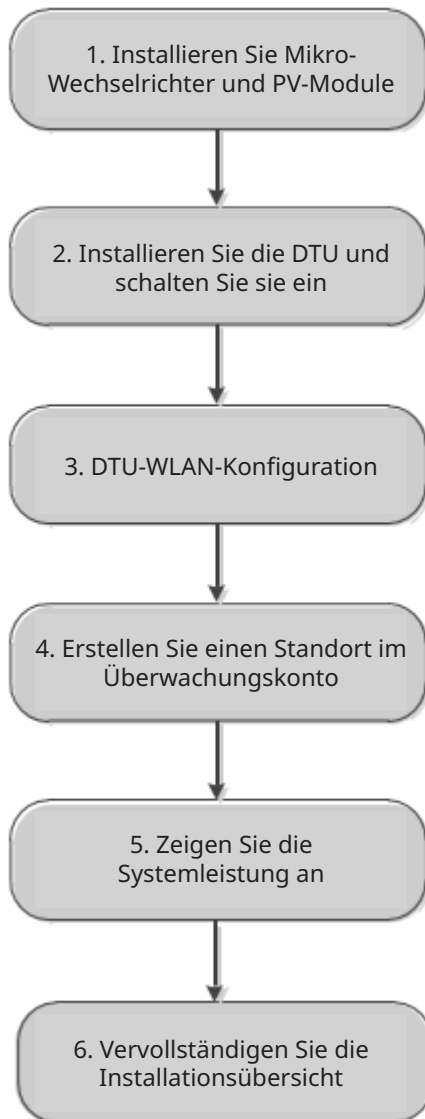 1. Installieren Sie Mikro-
Wechselrichter und PV-Module
2. Installieren Sie die DTU und
schalten Sie sie ein
3. DTU-WLAN-Konfiguration
4. Erstellen Sie einen Standort im
Überwachungskonto
5. Zeigen Sie die
Systemleistung an
6. Vervollständigen Sie die
Installationsübersicht